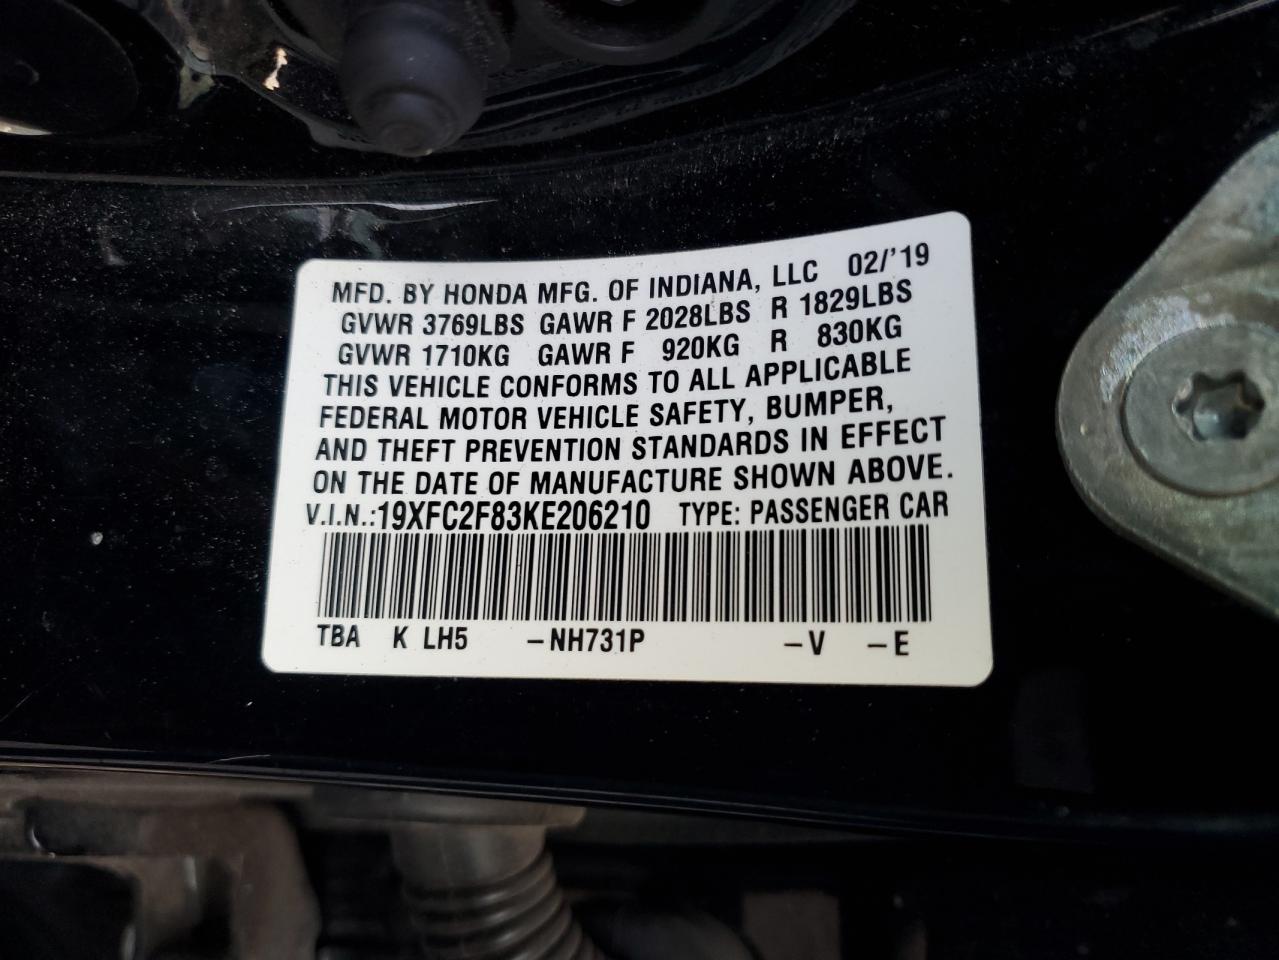 MFD. BY HONDA MFG. OF INDIANA, LLC 02/'19
GVWR 3769LBS GAWR F 2028LBS R 1829LBS
GVWR 1710KG GAWR F 920KG R 830KG
THIS VEHICLE CONFORMS TO ALL APPLICABLE
FEDERAL MOTOR VEHICLE SAFETY, BUMPER,
AND THEFT PREVENTION STANDARDS IN EFFECT
ON THE DATE OF MANUFACTURE SHOWN ABOVE.
V.I.N.:19XFC2F83KE206210 TYPE: PASSENGER CAR
TBA K LH5 -NH731P -V -E